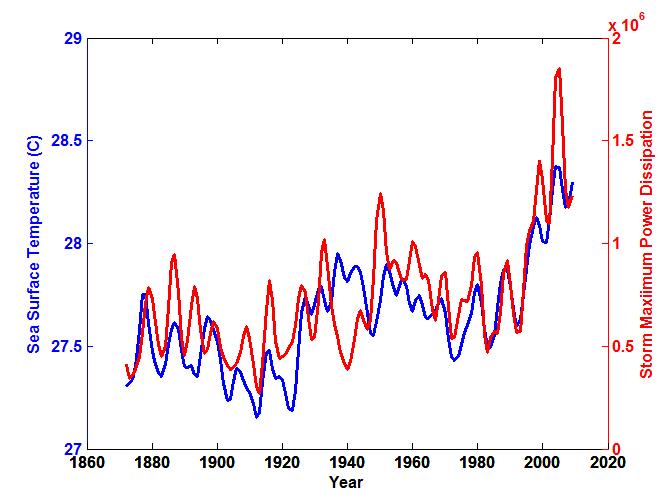 x 10^6
29
2
28.5
1.5
28
1
27.5
0.5
27
0
Sea Surface Temperature (C)
Storm Maximum Power Dissipation
1860 1880 1900 1920 1940 1960 1980 2000 2020
Year